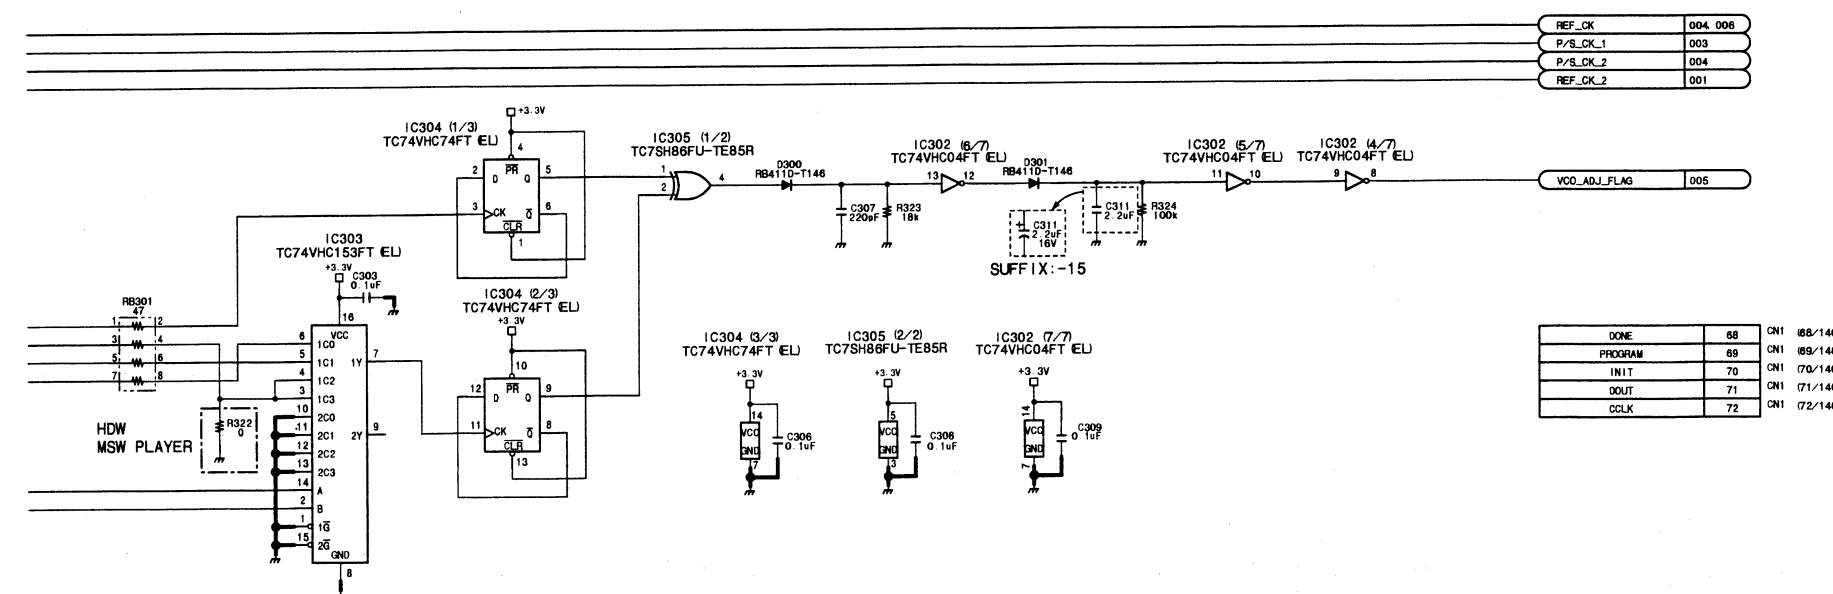 REF_CK 004, 006
P/S_CK_1 003
P/S_CK_2 004
REF_CK_2 001
+3.3V
IC304 (1/3)
TC74VHC74FT (EL)
4
PR
2 D Q 5
3 CK Q 6
CLR
1
IC305 (1/2)
TC7SH86FU-TE85R
1
2
4
D300
RB411D-T146
C307
220pF
R323
18k
IC302 (6/7)
TC74VHC04FT (EL)
13 12
D301
RB411D-T146
C311
2.2uF
R324
100k
C311
2.2uF
16V
SUFFIX:-15
IC302 (5/7)
TC74VHC04FT (EL)
11 10
IC302 (4/7)
TC74VHC04FT (EL)
9 8
VCO_ADJ_FLAG 005
IC303
TC74VHC153FT (EL)
+3.3V
C303
0.1uF
16
VCC
RB301
47
1 2
3 4
5 6
7 8
6 1C0
5 1C1 1Y 7
4 1C2
3 1C3
10 2C0
11 2C1 2Y 9
12 2C2
13 2C3
14 A
2 B
1 1G
15 2G
GND
8
R322
0
HDW
MSW PLAYER
IC304 (2/3)
TC74VHC74FT (EL)
+3.3V
10
PR
12 D Q 9
11 CK Q 8
CLR
13
IC304 (3/3)
TC74VHC74FT (EL)
+3.3V
14
VCC
GND
7
C306
0.1uF
IC305 (2/2)
TC7SH86FU-TE85R
+3.3V
5
VCC
GND
3
C308
0.1uF
IC302 (7/7)
TC74VHC04FT (EL)
+3.3V
14
VCC
GND
7
C309
0.1uF
DONE 68 CN1 (68/140
PROGRAM 69 CN1 (69/140
INIT 70 CN1 (70/140
DOUT 71 CN1 (71/140
CCLK 72 CN1 (72/140